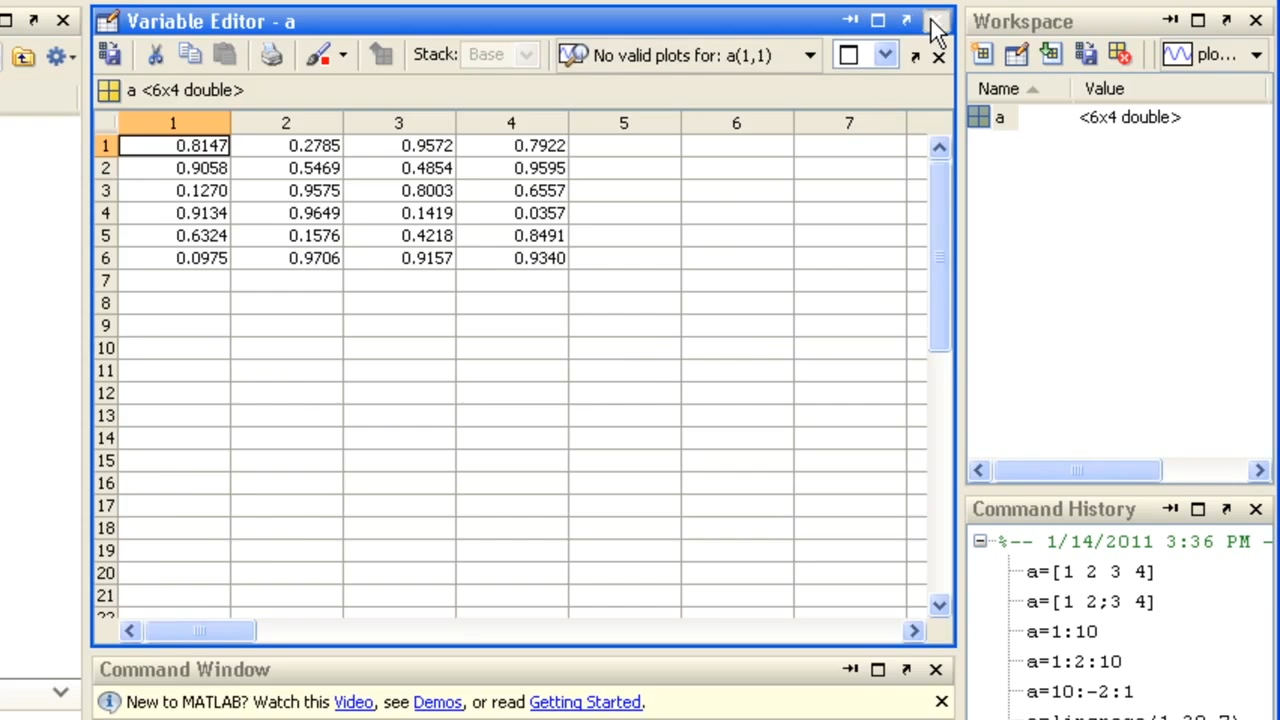 Variable Editor - a
Stack: Base
No valid plots for: a(1,1)
a <6x4 double>
1 2 3 4 5 6 7
1 0.8147 0.2785 0.9572 0.7922
2 0.9058 0.5469 0.4854 0.9595
3 0.1270 0.9575 0.8003 0.6557
4 0.9134 0.9649 0.1419 0.0357
5 0.6324 0.1576 0.4218 0.8491
6 0.0975 0.9706 0.9157 0.9340
7
8
9
10
11
12
13
14
15
16
17
18
19
20
21
Command Window
New to MATLAB? Watch this Video, see Demos, or read Getting Started.
Workspace
plo...
Name Value
a <6x4 double>
Command History
%-- 1/14/2011 3:36 PM -
a=[1 2 3 4]
a=[1 2;3 4]
a=1:10
a=1:2:10
a=10:-2:1